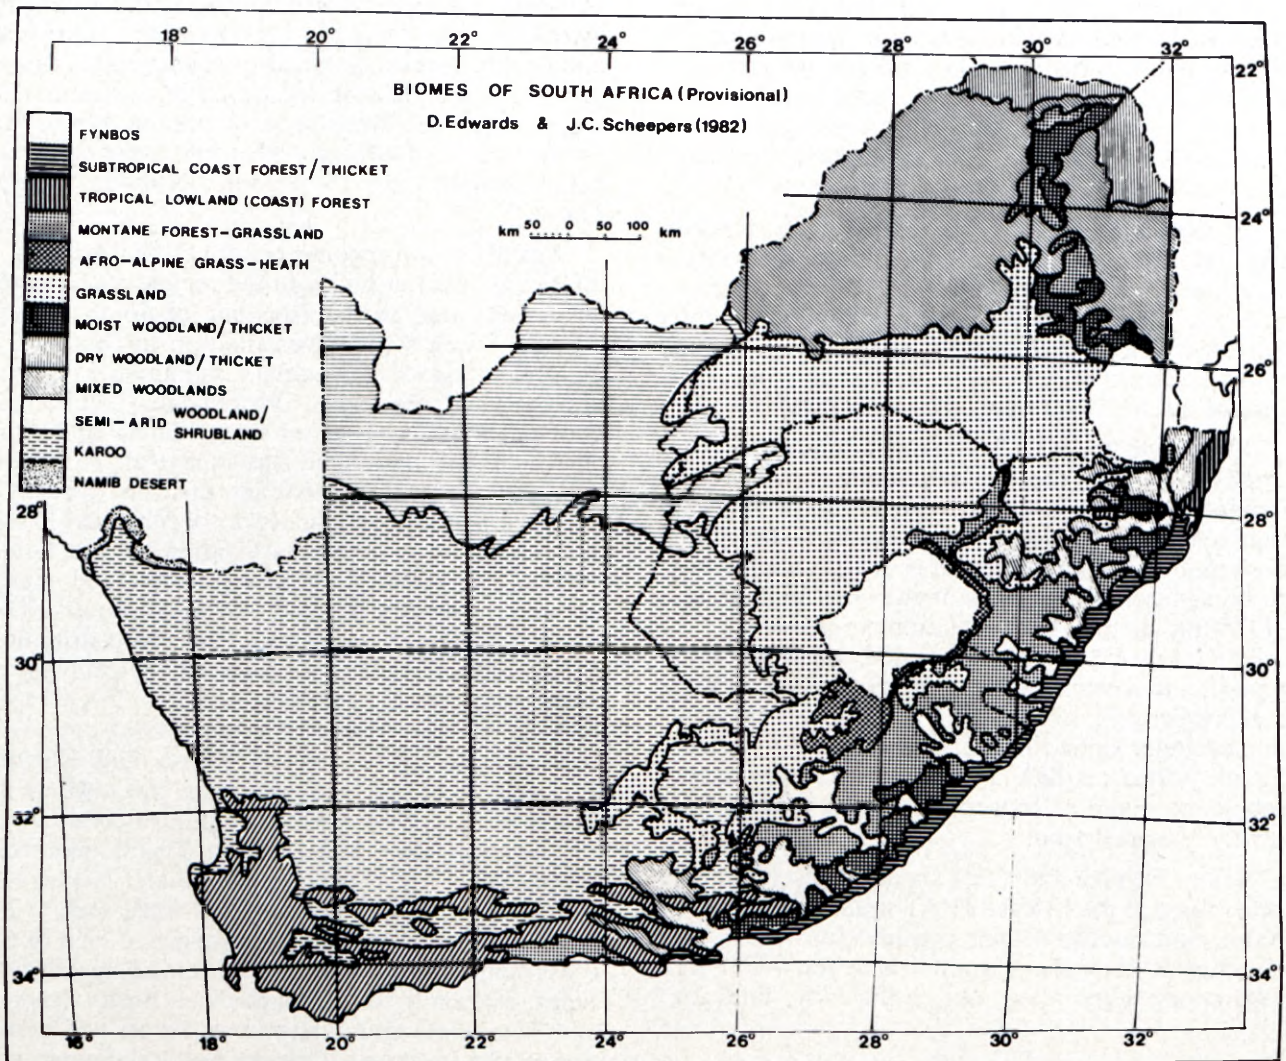 18° 20° 22° 24° 26° 28° 30° 32°
22°
BIOMES OF SOUTH AFRICA (Provisional)
D. Edwards & J.C. Scheepers (1982)
FYNBOS
SUBTROPICAL COAST FOREST/THICKET
TROPICAL LOWLAND (COAST) FOREST
MONTANE FOREST-GRASSLAND
AFRO-ALPINE GRASS-HEATH
GRASSLAND
MOIST WOODLAND/THICKET
DRY WOODLAND/THICKET
MIXED WOODLANDS
SEMI-ARID WOODLAND/
SHRUBLAND
KAROO
NAMIB DESERT
km 50 0 50 100 km
24°
26°
28° 28°
30° 30°
32° 32°
34° 34°
16° 18° 20° 22° 24° 26° 28° 30° 32°